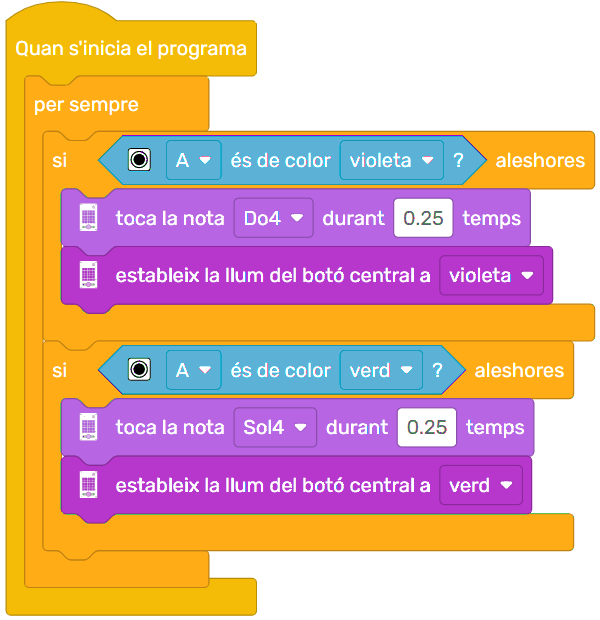 Quan s'inicia el programa
per sempre
si A és de color violeta ? aleshores
toca la nota Do4 durant 0.25 temps
estableix la llum del botó central a violeta
si A és de color verd ? aleshores
toca la nota Sol4 durant 0.25 temps
estableix la llum del botó central a verd